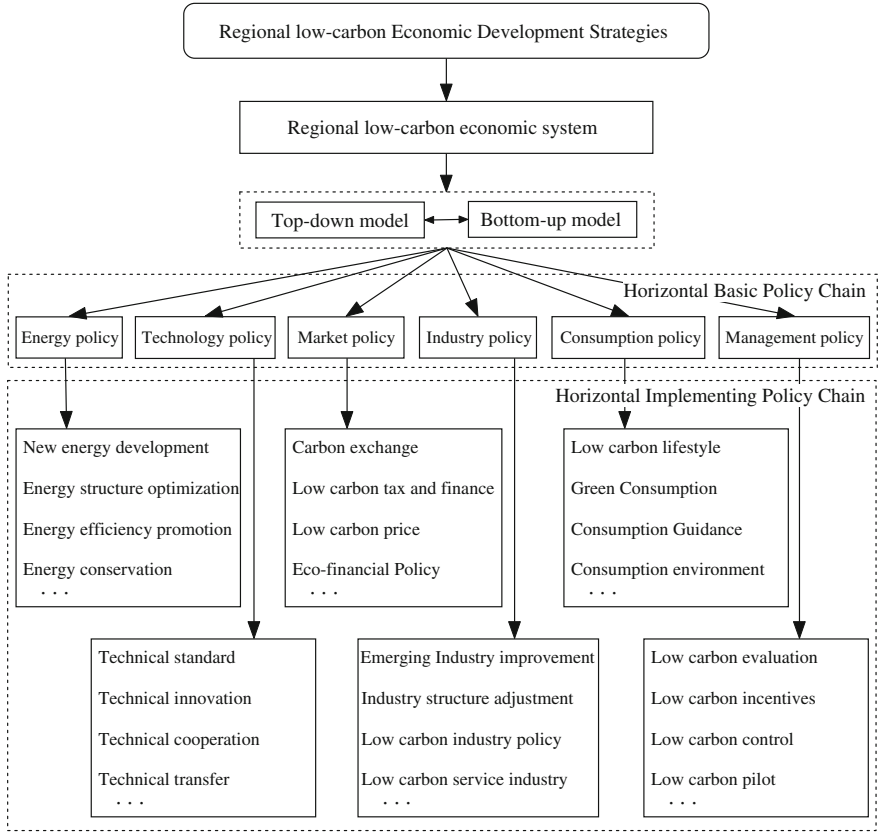 Regional low-carbon Economic Development Strategies
Regional low-carbon economic system
Top-down model
Bottom-up model
Horizontal Basic Policy Chain
Energy policy
Technology policy
Market policy
Industry policy
Consumption policy
Management policy
Horizontal Implementing Policy Chain
New energy development
Energy structure optimization
Energy efficiency promotion
Energy conservation
. . .
Carbon exchange
Low carbon tax and finance
Low carbon price
Eco-financial Policy
. . .
Low carbon lifestyle
Green Consumption
Consumption Guidance
Consumption environment
. . .
Technical standard
Technical innovation
Technical cooperation
Technical transfer
. . .
Emerging Industry improvement
Industry structure adjustment
Low carbon industry policy
Low carbon service industry
. . .
Low carbon evaluation
Low carbon incentives
Low carbon control
Low carbon pilot
. . .